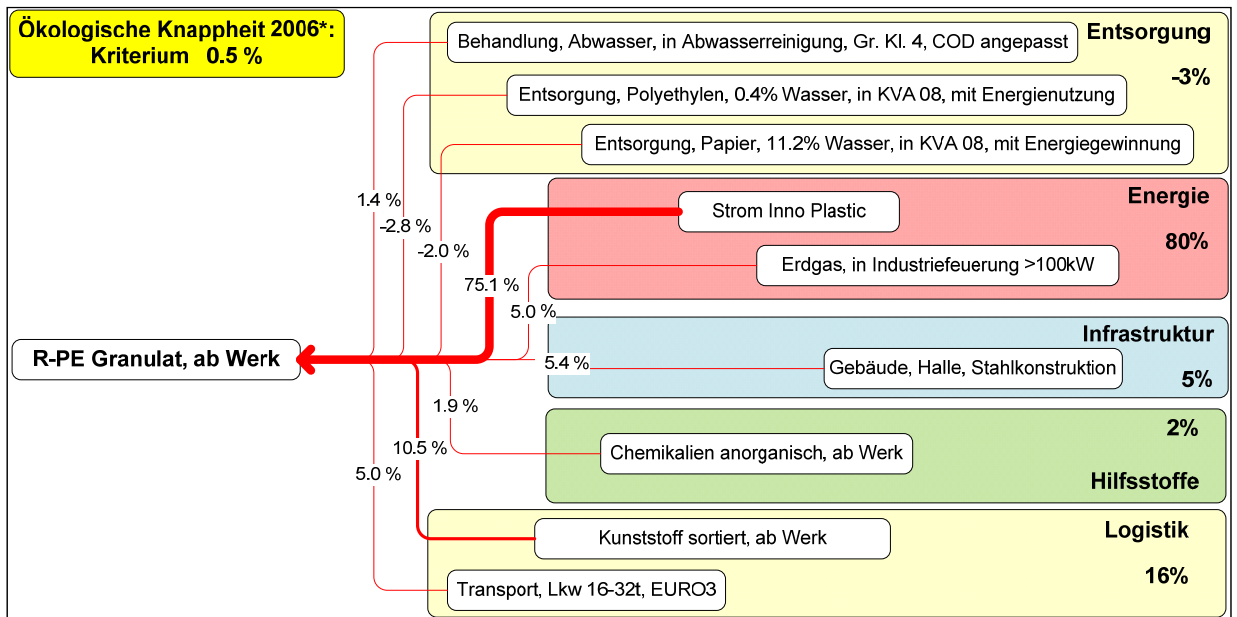 Ökologische Knappheit 2006*:
Kriterium 0.5 %
Entsorgung
-3%
Behandlung, Abwasser, in Abwasserreinigung, Gr. Kl. 4, COD angepasst
Entsorgung, Polyethylen, 0.4% Wasser, in KVA 08, mit Energienutzung
Entsorgung, Papier, 11.2% Wasser, in KVA 08, mit Energiegewinnung
1.4 %
-2.8 %
-2.0 %
Energie
80%
Strom Inno Plastic
Erdgas, in Industriefeuerung >100kW
75.1 %
5.0 %
R-PE Granulat, ab Werk
Infrastruktur
5%
5.4 %
Gebäude, Halle, Stahlkonstruktion
1.9 %
2%
Chemikalien anorganisch, ab Werk
Hilfsstoffe
10.5 %
5.0 %
Logistik
16%
Kunststoff sortiert, ab Werk
Transport, Lkw 16-32t, EURO3